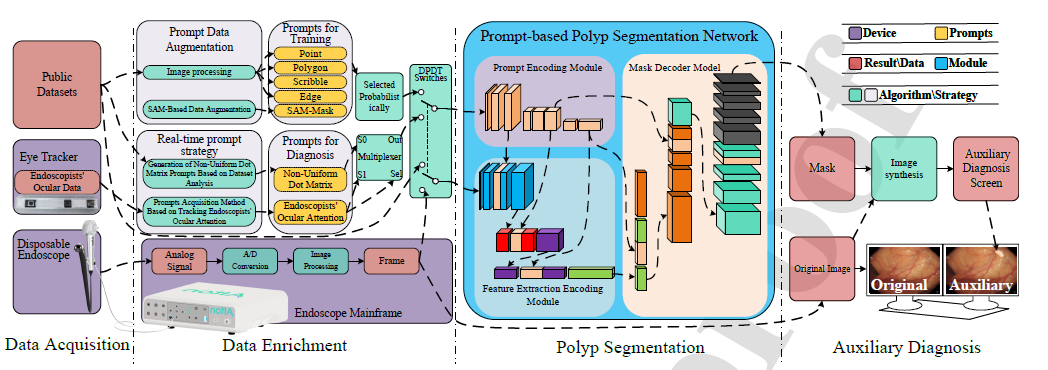 Prompt Data
Augmentation
Image processing
SAM-Based Data Augmentation
Prompts for
Training
Point
Polygon
Scribble
Edge
SAM-Mask
Selected
Probabilist
ically
DPDT
Switches
Public
Datasets
Eye Tracker
Endoscopists'
Ocular Data
Real-time prompt
strategy
Generation of Non-Uniform Dot
Matrix Prompts Based on Dataset
Analysis
Prompts Acquisition Method
Based on Tracking Endoscopists'
Ocular Attention
Prompts for
Diagnosis
Non-Uniform
Dot Matrix
Endoscopists'
Ocular Attention
S0 Out
Multiplexer
S1 Sel
Disposable
Endoscope
Analog
Signal
A/D
Conversion
Image
Processing
Frame
Endoscope Mainframe
Prompt-based Polyp Segmentation Network
Prompt Encoding Module
Mask Decoder Model
Feature Extraction Encoding
Module
Device
Prompts
Result\Data
Module
Algorithm\Strategy
Mask
Image
synthesis
Auxiliary
Diagnosis
Screen
Original Image
Original
Auxiliary
Data Acquisition
Data Enrichment
Polyp Segmentation
Auxiliary Diagnosis